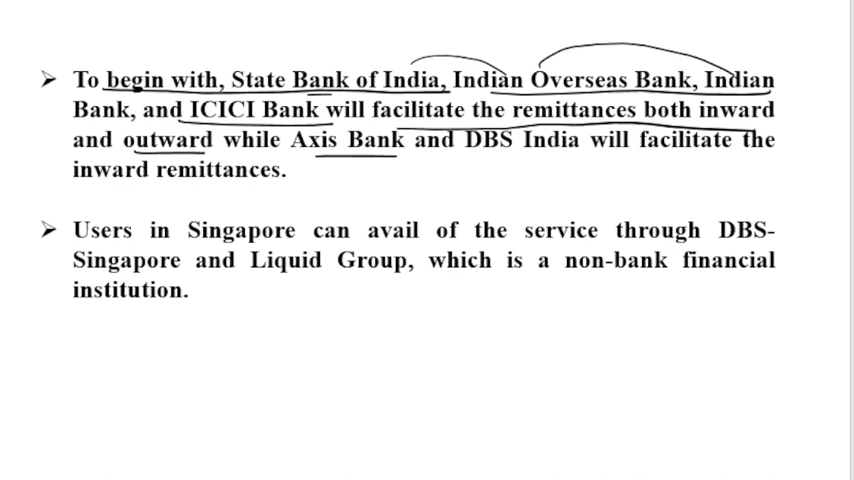 ➢ To begin with, State Bank of India, Indian Overseas Bank, Indian
Bank, and ICICI Bank will facilitate the remittances both inward
and outward while Axis Bank and DBS India will facilitate the
inward remittances.
➢ Users in Singapore can avail of the service through DBS-
Singapore and Liquid Group, which is a non-bank financial
institution.